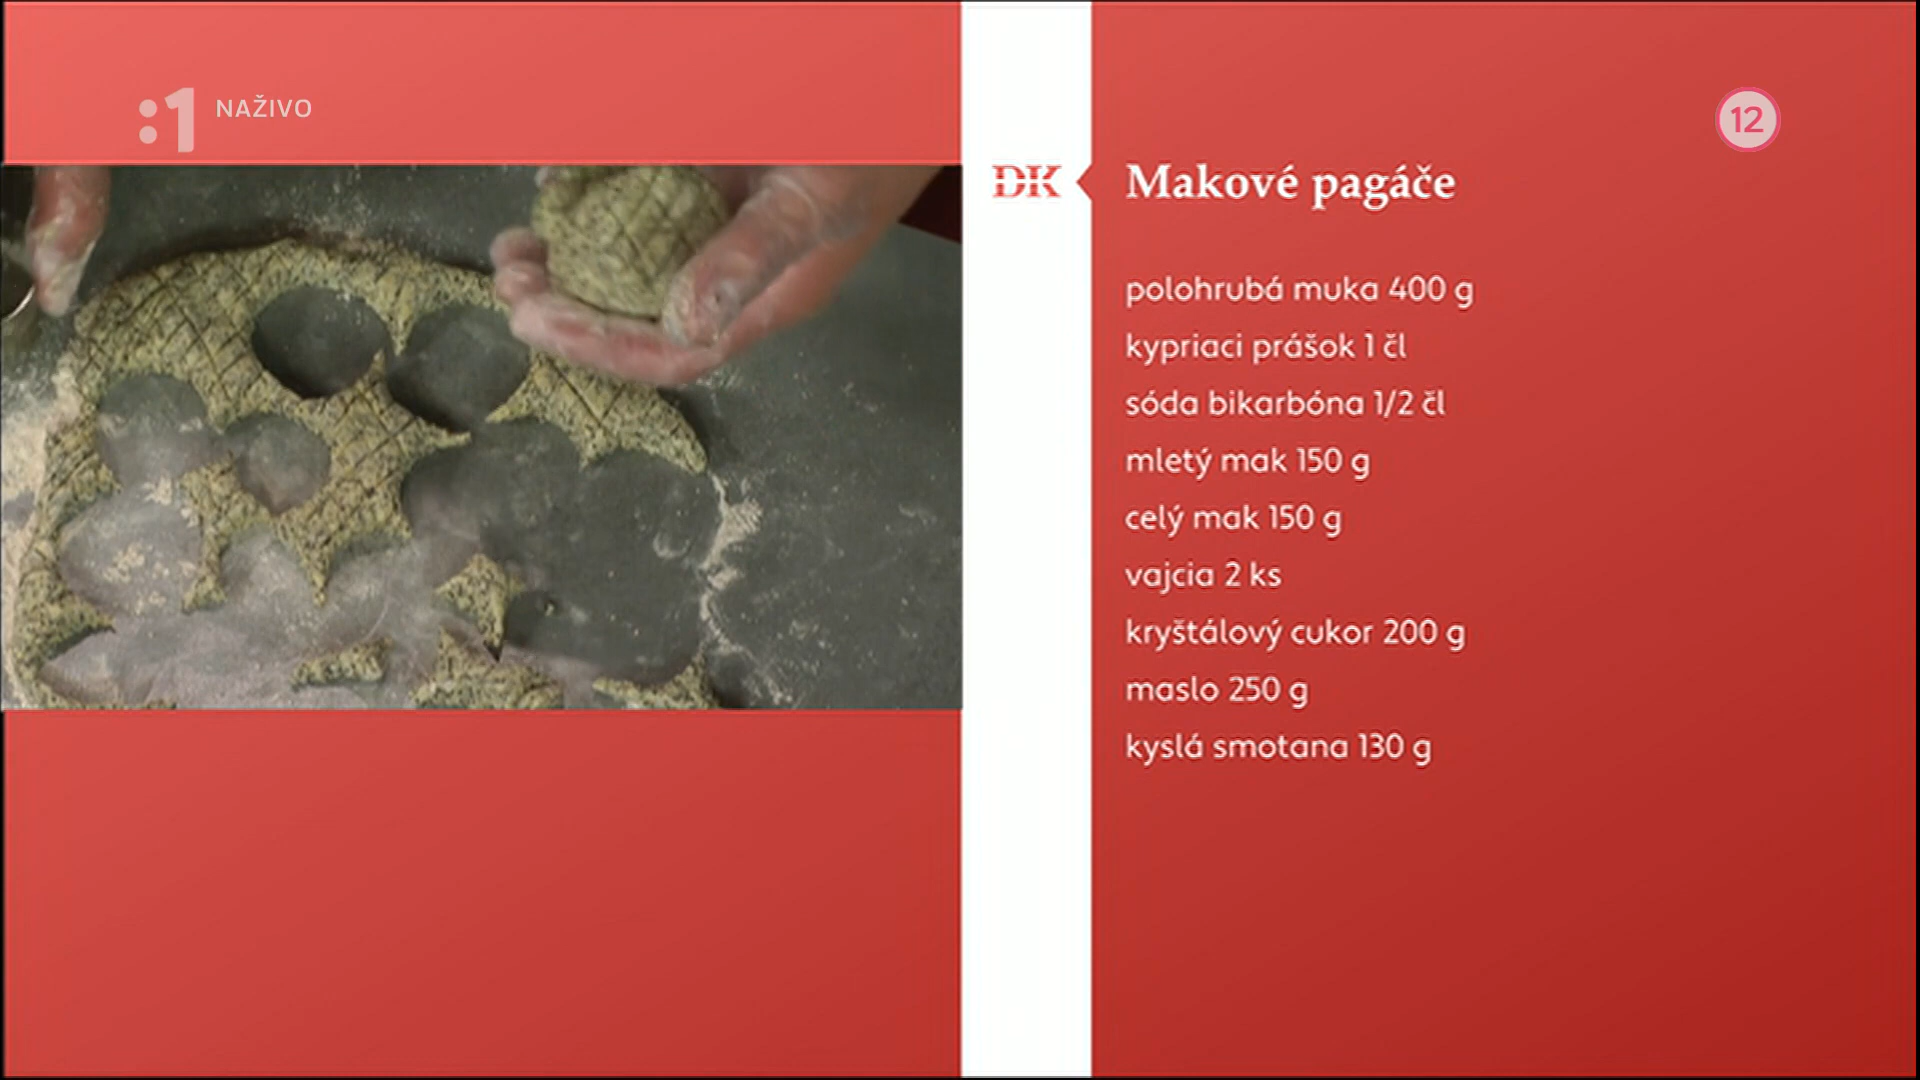 :1 NAŽIVO
12
DK
Makové pagáče
polohrubá muka 400 g
kypriaci prášok 1 čl
sóda bikarbóna 1/2 čl
mletý mak 150 g
celý mak 150 g
vajcia 2 ks
kryštálový cukor 200 g
maslo 250 g
kyslá smotana 130 g